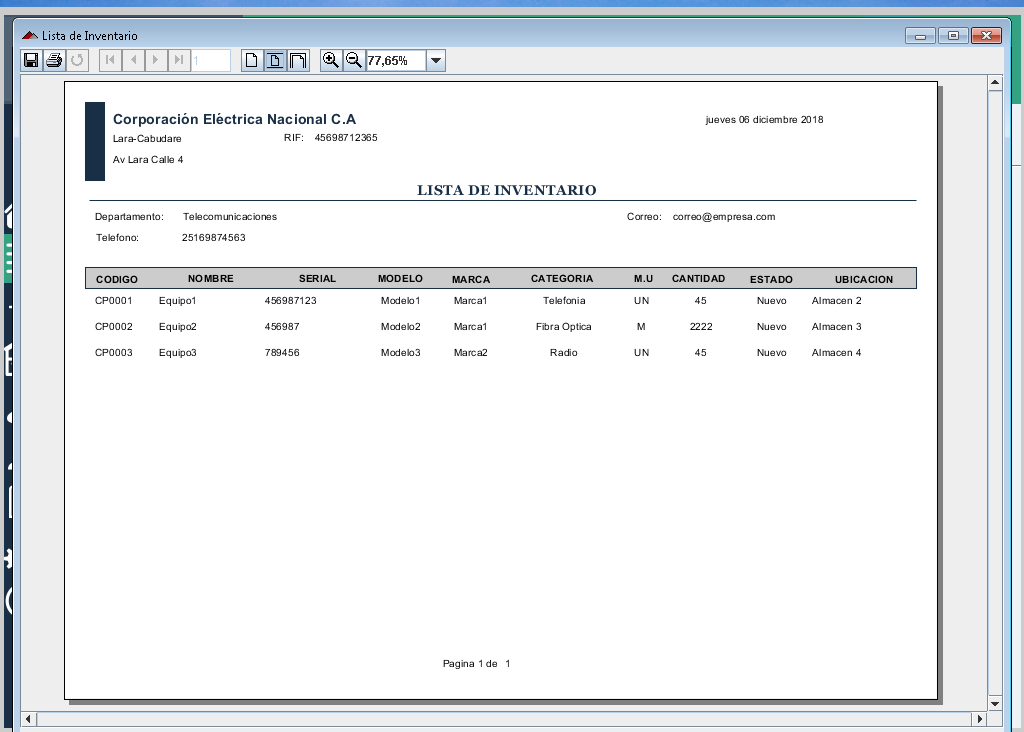 Lista de Inventario
1
77,65%
Corporación Eléctrica Nacional C.A
jueves 06 diciembre 2018
Lara-Cabudare RIF: 45698712365
Av Lara Calle 4
LISTA DE INVENTARIO
Departamento: Telecomunicaciones Correo: correo@empresa.com
Telefono: 25169874563
CODIGO NOMBRE SERIAL MODELO MARCA CATEGORIA M.U CANTIDAD ESTADO UBICACION
CP0001 Equipo1 456987123 Modelo1 Marca1 Telefonia UN 45 Nuevo Almacen 2
CP0002 Equipo2 456987 Modelo2 Marca1 Fibra Optica M 2222 Nuevo Almacen 3
CP0003 Equipo3 789456 Modelo3 Marca2 Radio UN 45 Nuevo Almacen 4
Pagina 1 de 1